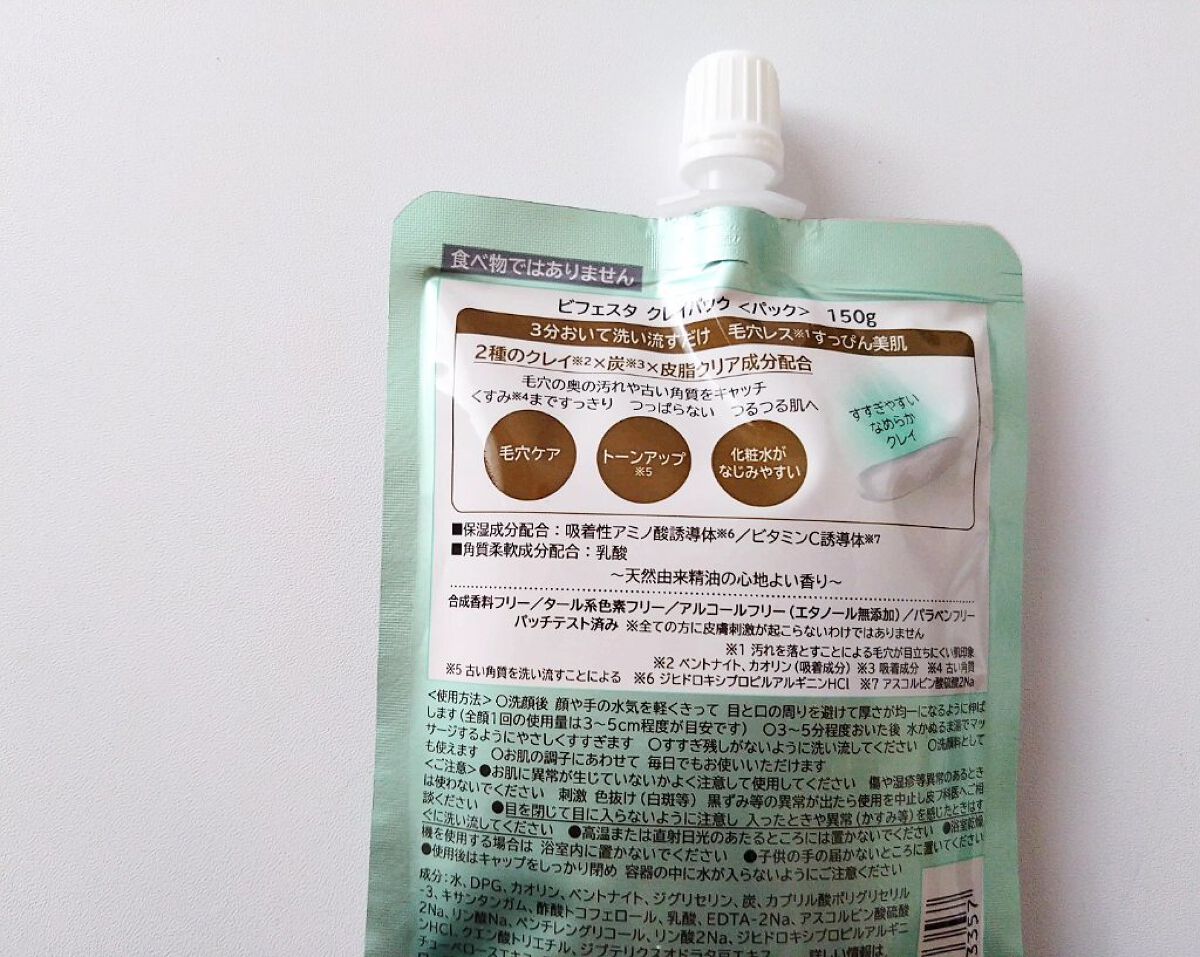 食べ物ではありません
ビフェスタ クレイパック <パック> 150g
3分おいて洗い流すだけ 毛穴レス※1すっぴん美肌
2種のクレイ※2×炭※3×皮脂クリア成分配合
毛穴の奥の汚れや古い角質をキャッチ
くすみ※4まですっきり つっぱらない つるつる肌へ
すすぎやすい
なめらか
クレイ
毛穴ケア
トーンアップ
※5
化粧水が
なじみやすい
■保湿成分配合：吸着性アミノ酸誘導体※6／ビタミンC誘導体※7
■角質柔軟成分配合：乳酸
～天然由来精油の心地よい香り～
合成香料フリー／タール系色素フリー／アルコールフリー（エタノール無添加）／パラベンフリー
パッチテスト済み ※全ての方に皮膚刺激が起こらないわけではありません
※1 汚れを落とすことによる毛穴が目立ちにくい肌印象
※2 ベントナイト、カオリン（吸着成分） ※3 吸着成分 ※4 古い角質
※5 古い角質を洗い流すことによる ※6 ジヒドロキシプロピルアルギニンHCl ※7 アスコルビン酸硫酸2Na
<使用方法> ○洗顔後 顔や手の水気を軽くきって 目と口の周りを避けて厚さが均一になるように伸ば
します（全顔1回の使用量は3～5cm程度が目安です） ○3～5分程度おいた後 水かぬるま湯でマッ
サージするようにやさしくすすぎます ○すすぎ残しがないように洗い流してください ○洗顔料として
も使えます ○お肌の調子にあわせて 毎日でもお使いいただけます
<ご注意> ●お肌に異常が生じていないかよく注意して使用してください 傷や湿疹等異常のあるとき
は使わないでください 刺激 色抜け（白斑等） 黒ずみ等の異常が出たら使用を中止し皮フ科医へご相
談ください ●目を閉じて目に入らないように注意し 入ったときや異常（かすみ等）を感じたときはす
ぐに洗い流してください ●高温または直射日光のあたるところには置かないでください ●浴室乾燥
機を使用する場合は 浴室内に置かないでください ●子供の手の届かないところに置いてください
●使用後はキャップをしっかり閉め 容器の中に水が入らないようにご注意ください
成分：水、DPG、カオリン、ベントナイト、ジグリセリン、炭、カプリル酸ポリグリセリル
-3、キサンタンガム、酢酸トコフェロール、乳酸、EDTA-2Na、アスコルビン酸硫酸
2Na、リン酸Na、ペンチレングリコール、リン酸2Na、ジヒドロキシプロピルアルギニ
ンHCl、クエン酸トリエチル、ジプテリクスオドラタ豆エキス
チューベロースエキス
詳しい情報は、
3357